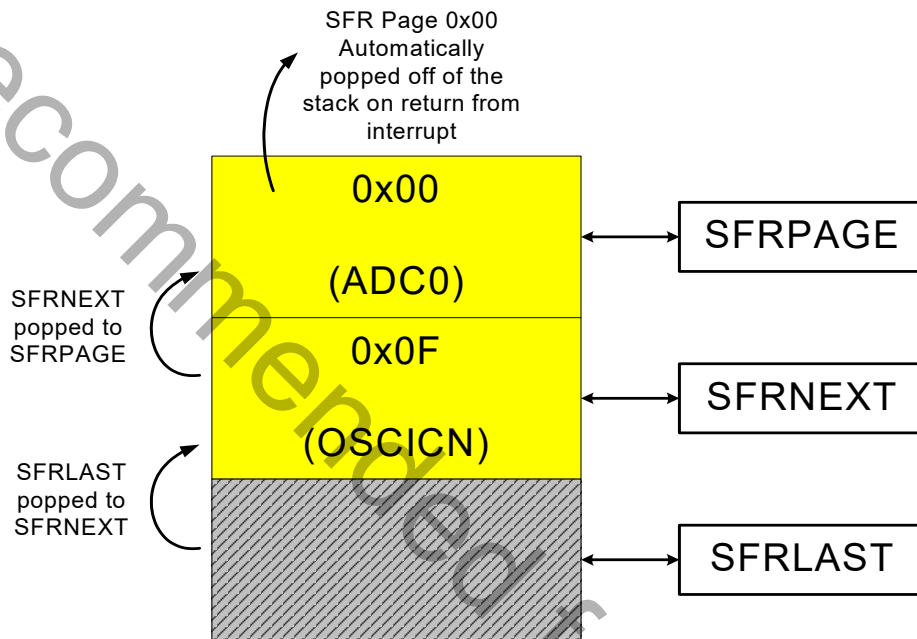 SFR Page 0x00
Automatically
popped off of the
stack on return from
interrupt
0x00
SFRPAGE
(ADC0)
SFRNEXT
popped to
SFRPAGE
0x0F
SFRNEXT
(OSCICN)
SFRLAST
popped to
SFRNEXT
SFRLAST
ecommended f